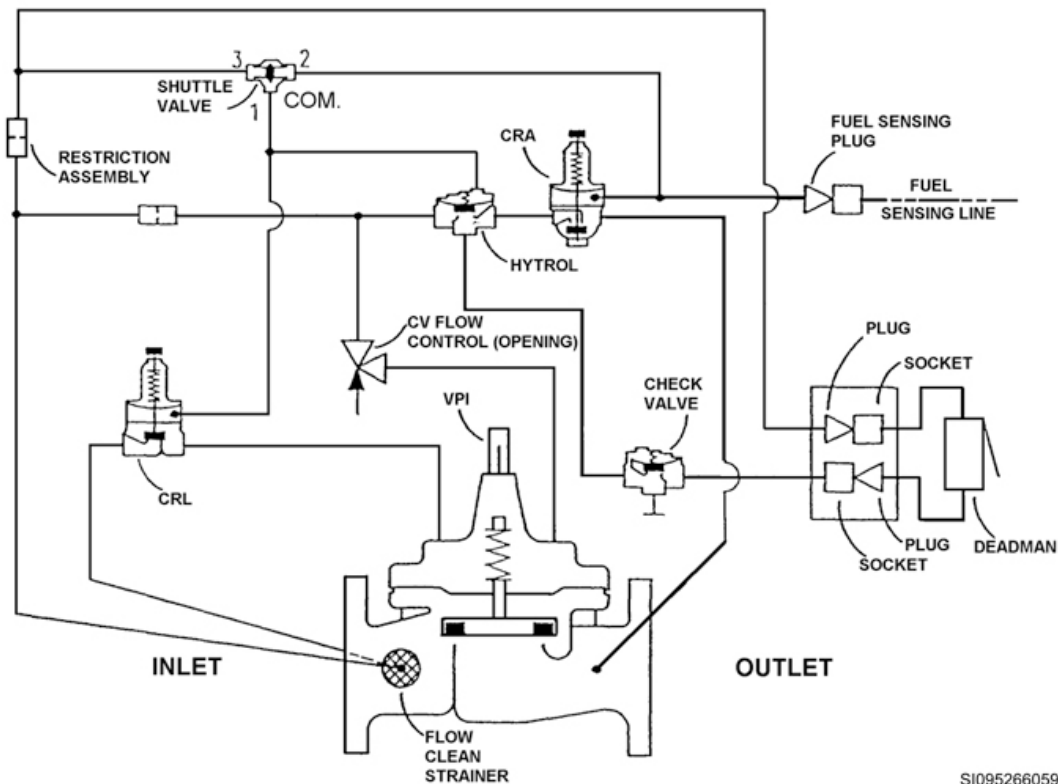 3
2
SHUTTLE
VALVE
1
COM.
RESTRICTION
ASSEMBLY
CRA
FUEL SENSING
PLUG
FUEL
SENSING LINE
HYTROL
CV FLOW
CONTROL (OPENING)
PLUG
SOCKET
VPI
CHECK
VALVE
CRL
PLUG
SOCKET
DEADMAN
INLET
OUTLET
FLOW
CLEAN
STRAINER
SI095266059